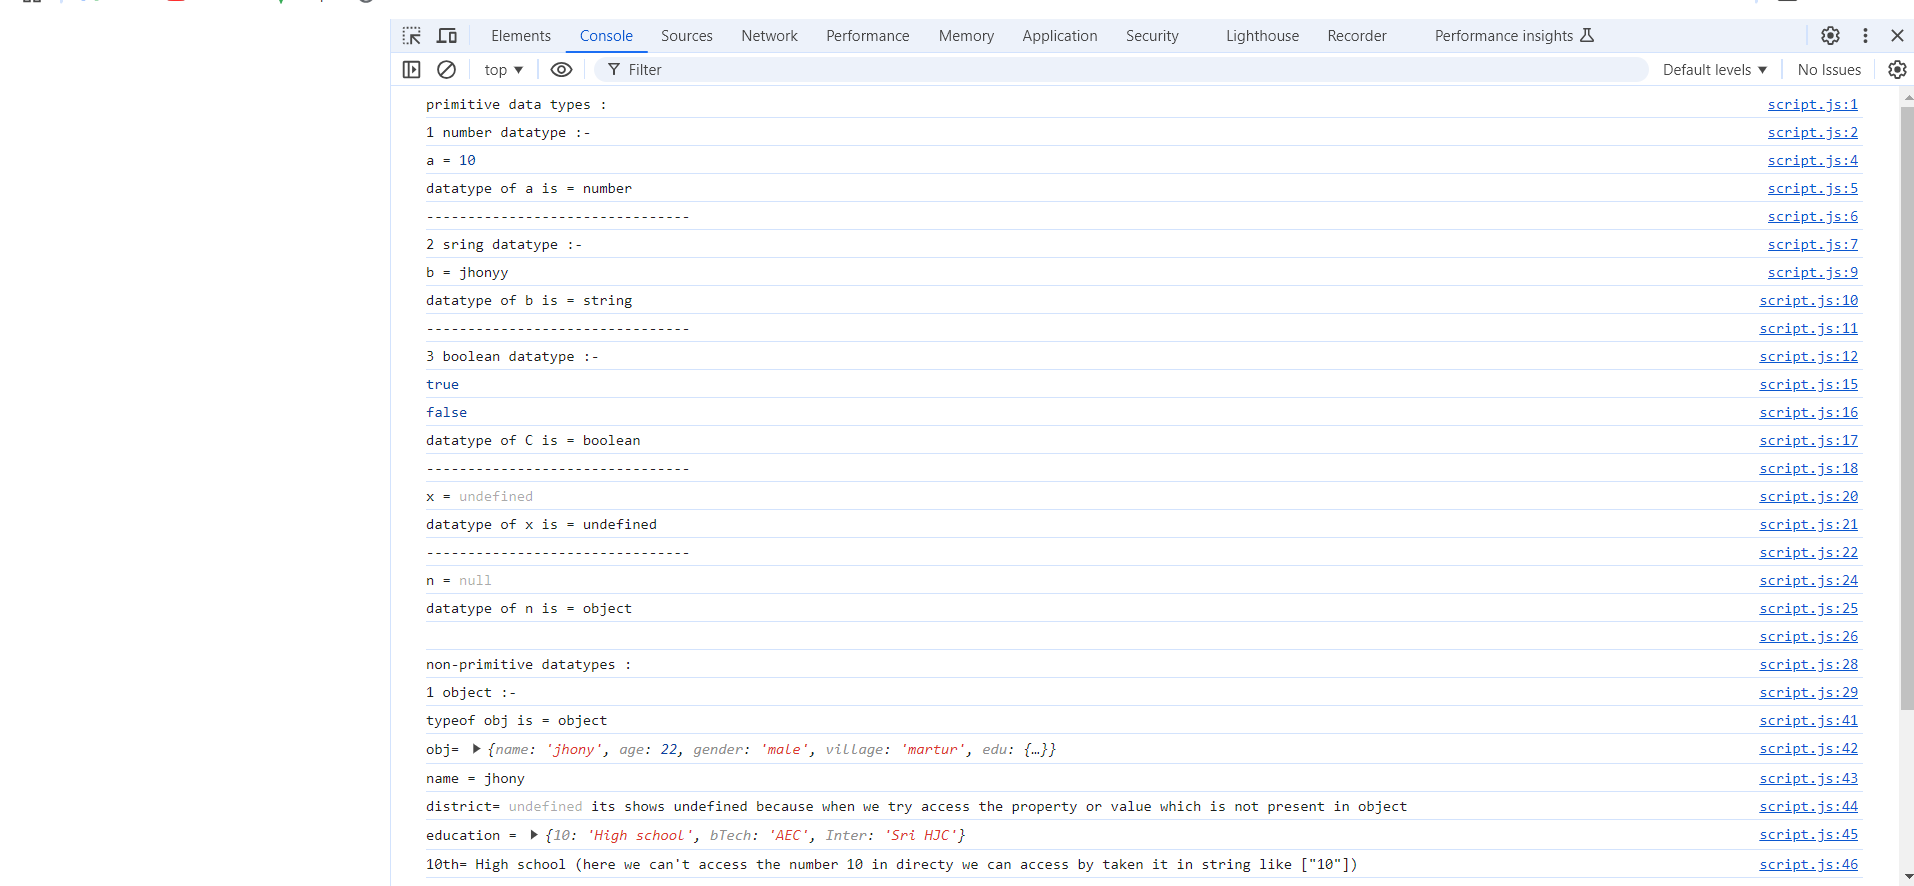 Elements Console Sources Network Performance Memory Application Security Lighthouse Recorder Performance insights
top Filter Default levels No Issues
primitive data types : script.js:1
1 number datatype :- script.js:2
a = 10 script.js:4
datatype of a is = number script.js:5
-------------------------------- script.js:6
2 sring datatype :- script.js:7
b = jhonyy script.js:9
datatype of b is = string script.js:10
-------------------------------- script.js:11
3 boolean datatype :- script.js:12
true script.js:15
false script.js:16
datatype of C is = boolean script.js:17
-------------------------------- script.js:18
x = undefined script.js:20
datatype of x is = undefined script.js:21
-------------------------------- script.js:22
n = null script.js:24
datatype of n is = object script.js:25
script.js:26
non-primitive datatypes : script.js:28
1 object :- script.js:29
typeof obj is = object script.js:41
obj= {name: 'jhony', age: 22, gender: 'male', village: 'martur', edu: {…}} script.js:42
name = jhony script.js:43
district= undefined its shows undefined because when we try access the property or value which is not present in object script.js:44
education = {10: 'High school', bTech: 'AEC', Inter: 'Sri HJC'} script.js:45
10th= High school (here we can't access the number 10 in directy we can access by taken it in string like ["10"]) script.js:46